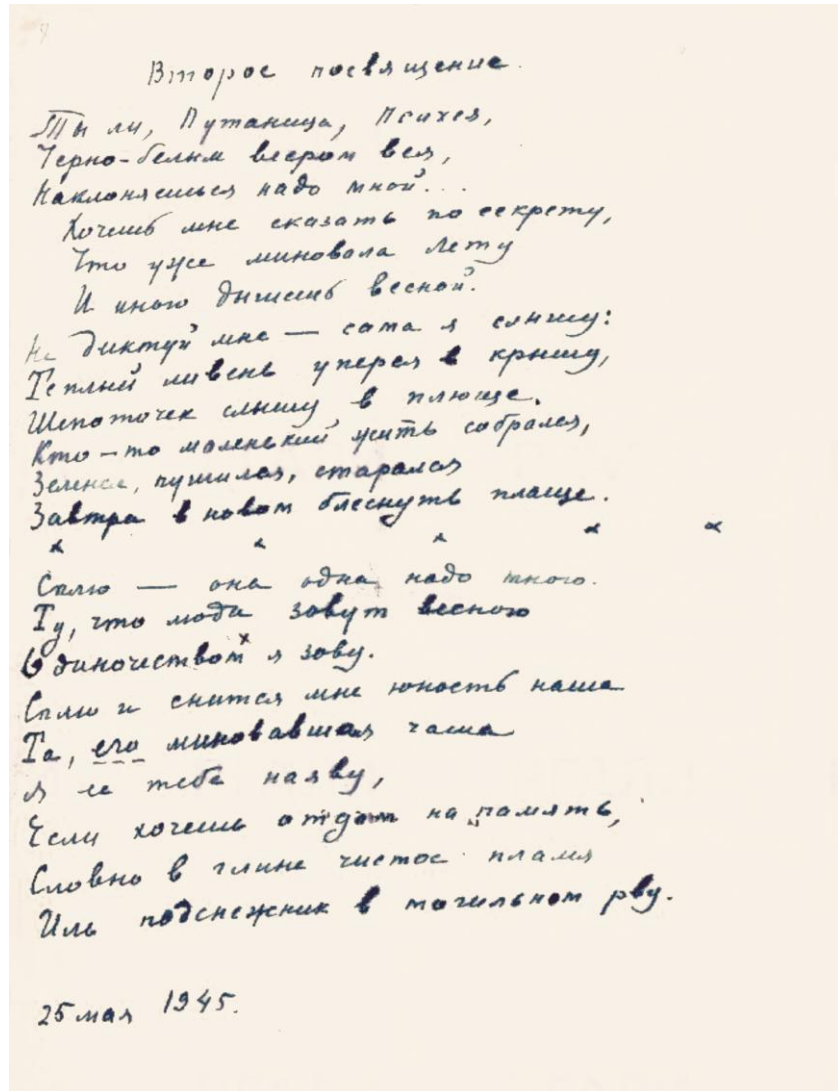 Второе посвящение.
Ты ли, Путаница, Психея,
Черно-белым веером вея,
Наклоняешься надо мной...
Хочешь мне сказать по секрету,
Что уже миновала Лету
И иною дышишь весной.
Не диктуй мне — сама я слышу:
Теплый ливень уперся в крышу,
Шепоточек слышу в плюще.
Кто-то маленький жить собрался,
Зеленел, пушился, старался
Завтра в новом блеснуть плаще.
х х х х х
Сплю — она одна надо мною.
Ту, что люди зовут весною
Одиночеством я зову.
Сплю и снится мне юность наша
Та, его миновавшая чаша
Я ее тебе наяву,
Если хочешь отдам на память,
Словно в глине чистое пламя
Иль подснежник в могильном рву.
25 мая 1945.